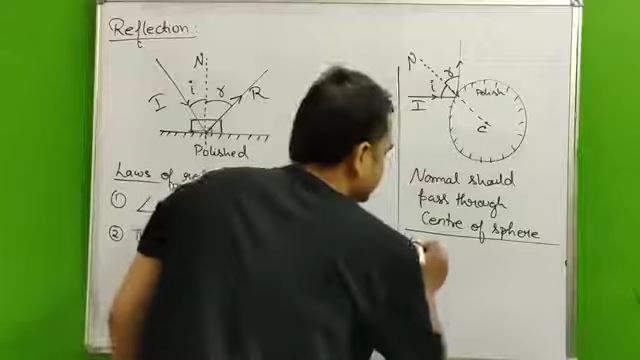 Reflection:
N
i
r
I
R
Polished
Laws of
①
②
N
r
i
I
Polish
C
Normal should
pass through
Centre of sphere